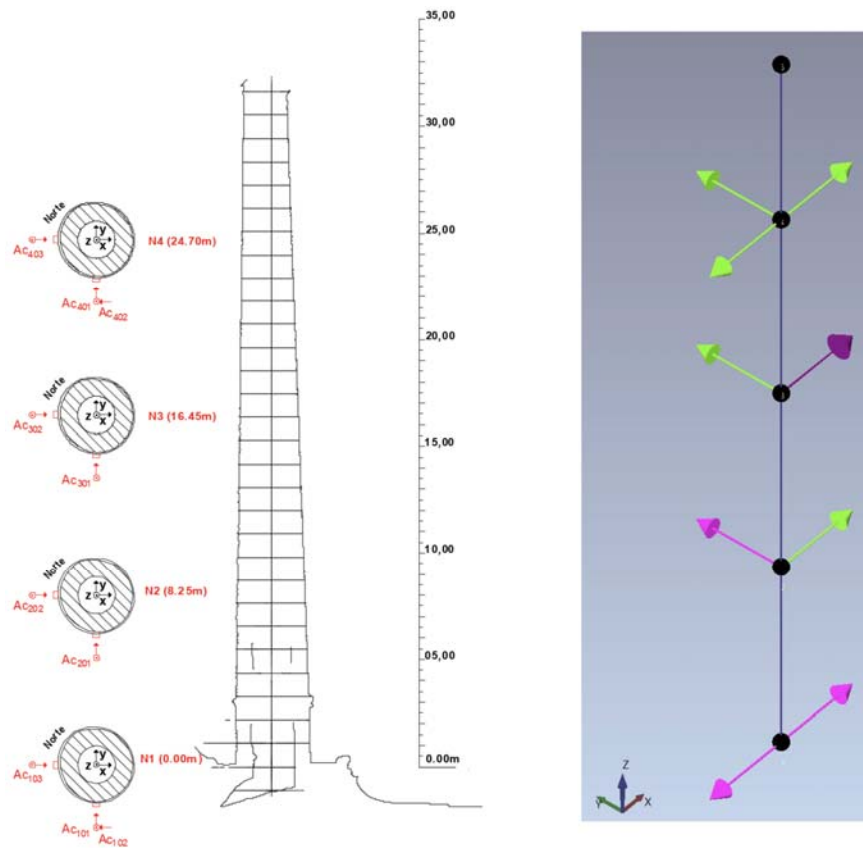 35,00
30,00
25,00
20,00
15,00
10,00
05,00
0.00m
Norte
y
z
x
Ac403
Ac401
Ac402
N4 (24.70m)
Norte
y
z
x
Ac302
Ac301
N3 (16.45m)
Norte
y
z
x
Ac202
Ac201
N2 (8.25m)
Norte
y
z
x
Ac103
Ac101
Ac102
N1 (0.00m)
Z
Y
X